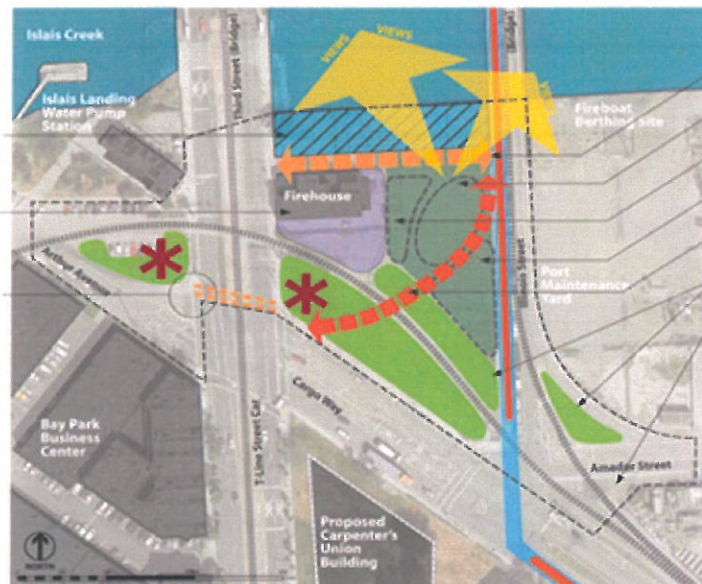 Islais Creek
Islais Landing
Water Pump
Station
Third Street (Bridge)
VIEWS
VIEWS
(Bridge)
Fireboat
Berthing Site
Firehouse
Arthur Avenue
Illinois Street
Port
Maintenance
Yard
Cargo Way
Bay Park
Business
Center
T-Line Street Car
Amador Street
Proposed
Carpenter's
Union
Building
NORTH